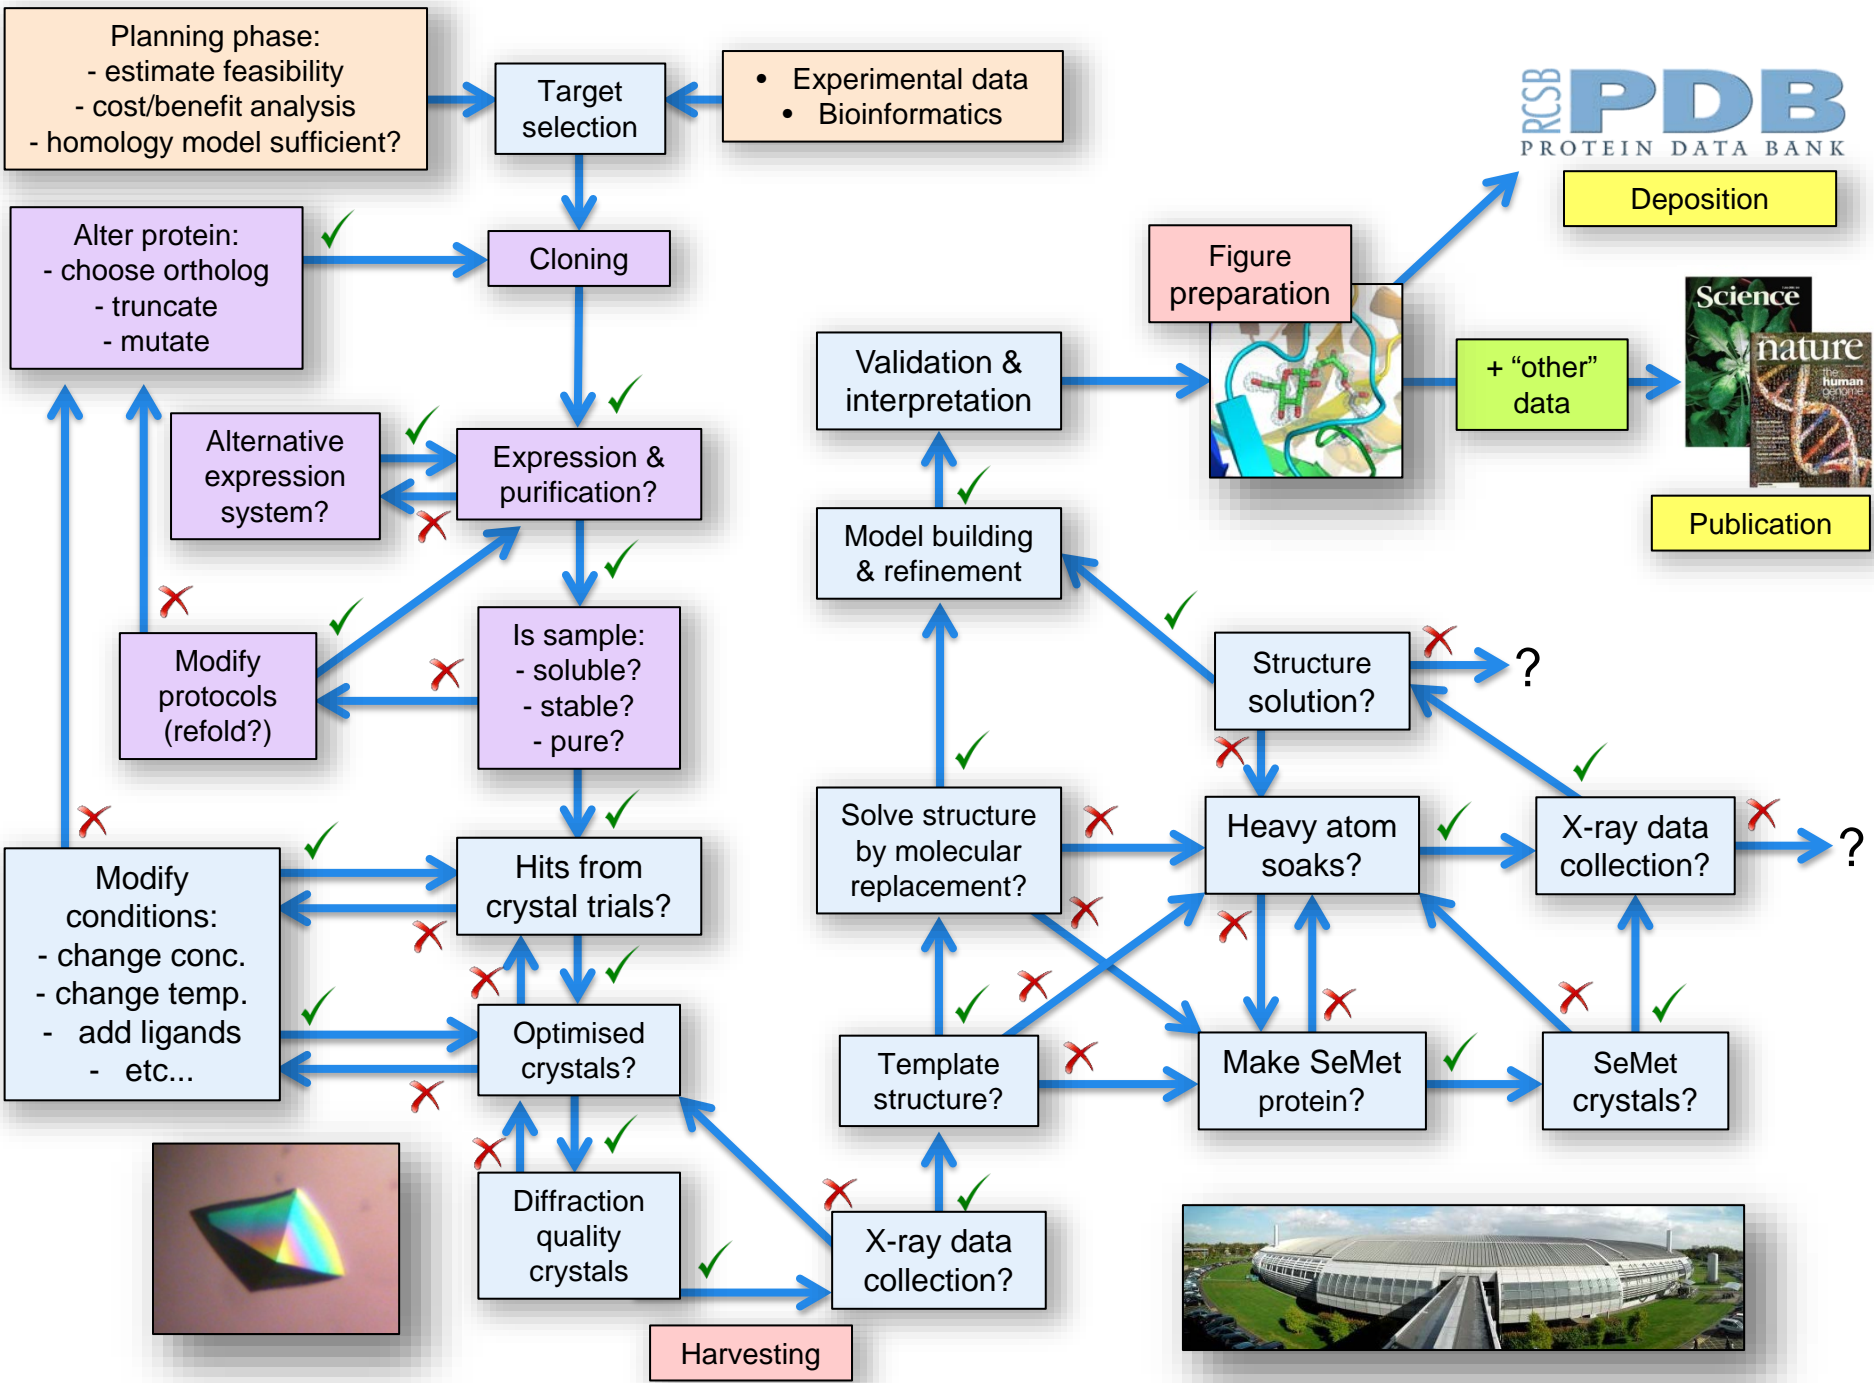 Planning phase:
- estimate feasibility
- cost/benefit analysis
- homology model sufficient?
Target
selection
• Experimental data
• Bioinformatics
RCSB
PDB
PROTEIN DATA BANK
Deposition
Alter protein:
- choose ortholog
- truncate
- mutate
Cloning
Figure
preparation
Science
nature
the
human
genome
Validation &
interpretation
+ “other”
data
Publication
Alternative
expression
system?
Expression &
purification?
Model building
& refinement
Modify
protocols
(refold?)
Is sample:
- soluble?
- stable?
- pure?
Structure
solution?
?
Modify
conditions:
- change conc.
- change temp.
- add ligands
- etc...
Hits from
crystal trials?
Solve structure
by molecular
replacement?
Heavy atom
soaks?
X-ray data
collection?
?
Optimised
crystals?
Template
structure?
Make SeMet
protein?
SeMet
crystals?
Diffraction
quality
crystals
X-ray data
collection?
Harvesting